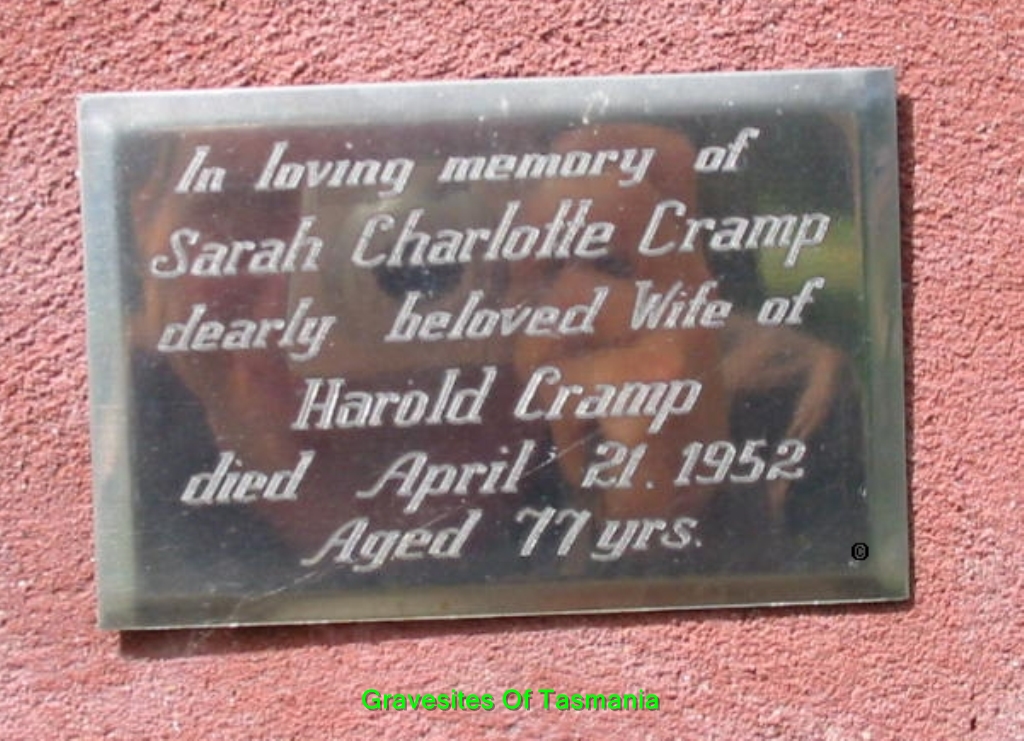 In loving memory of
Sarah Charlotte Cramp
dearly beloved Wife of
Harold Cramp
died April 21. 1952
Aged 77 yrs.
©
Gravesites Of Tasmania